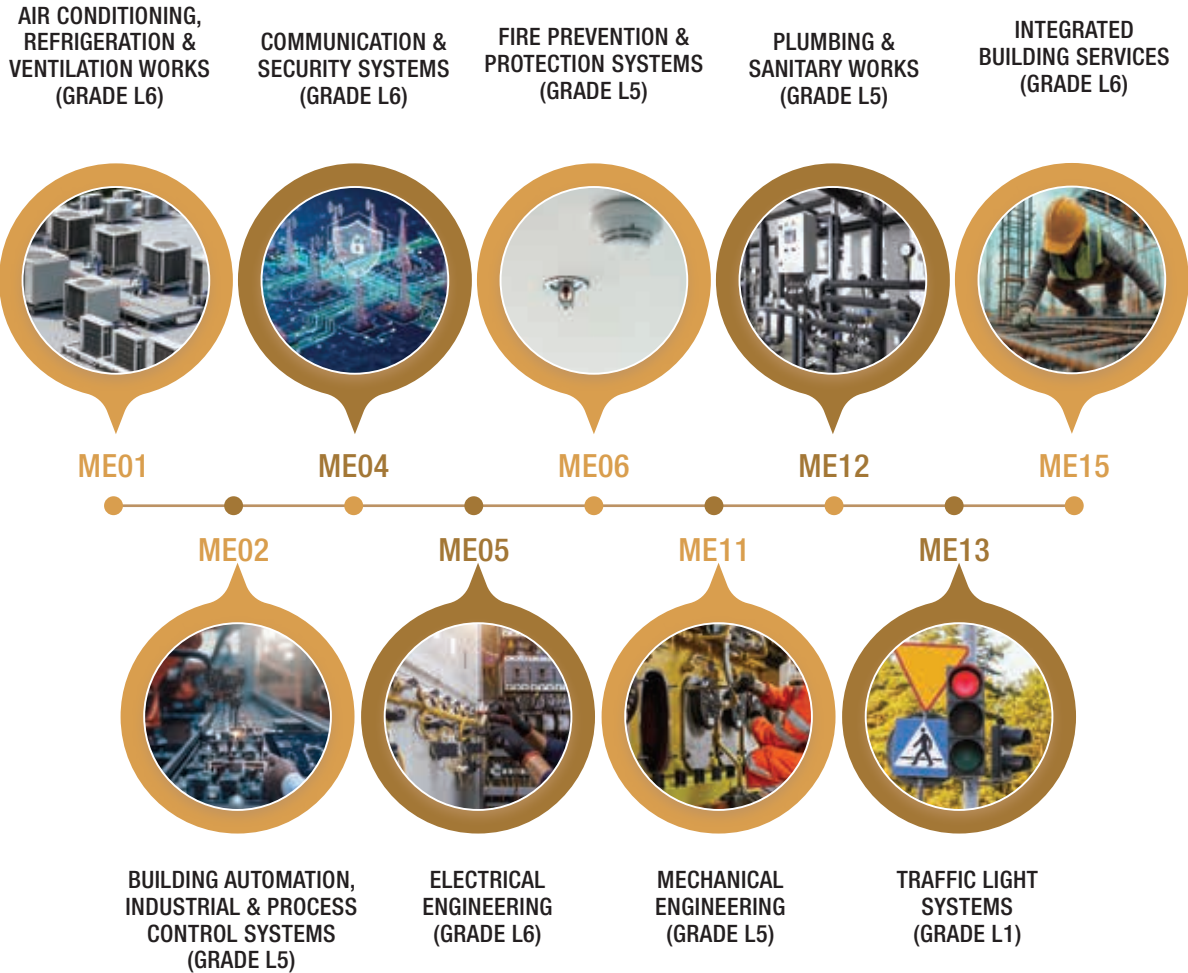 AIR CONDITIONING,
REFRIGERATION &
VENTILATION WORKS
(GRADE L6)
COMMUNICATION &
SECURITY SYSTEMS
(GRADE L6)
FIRE PREVENTION &
PROTECTION SYSTEMS
(GRADE L5)
PLUMBING &
SANITARY WORKS
(GRADE L5)
INTEGRATED
BUILDING SERVICES
(GRADE L6)
ME01
ME04
ME06
ME12
ME15
ME02
ME05
ME11
ME13
BUILDING AUTOMATION,
INDUSTRIAL & PROCESS
CONTROL SYSTEMS
(GRADE L5)
ELECTRICAL
ENGINEERING
(GRADE L6)
MECHANICAL
ENGINEERING
(GRADE L5)
TRAFFIC LIGHT
SYSTEMS
(GRADE L1)